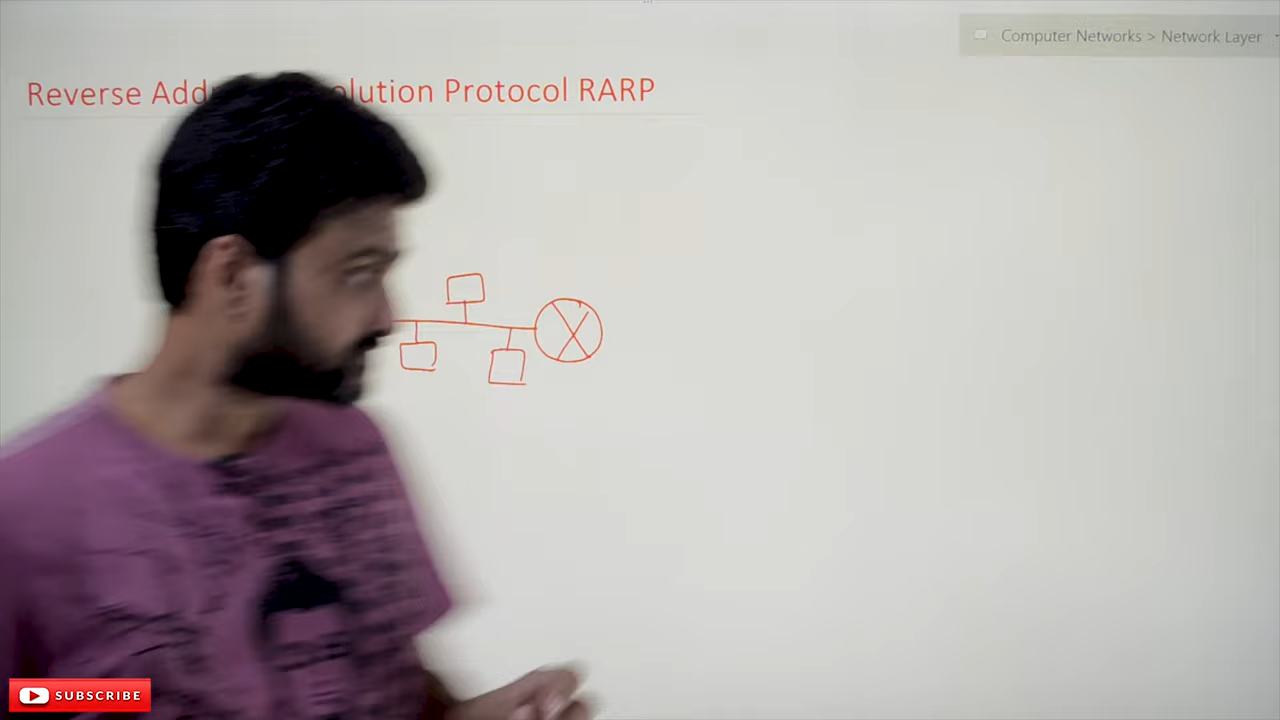 Computer Networks > Network Layer
Reverse Add olution Protocol RARP
SUBSCRIBE